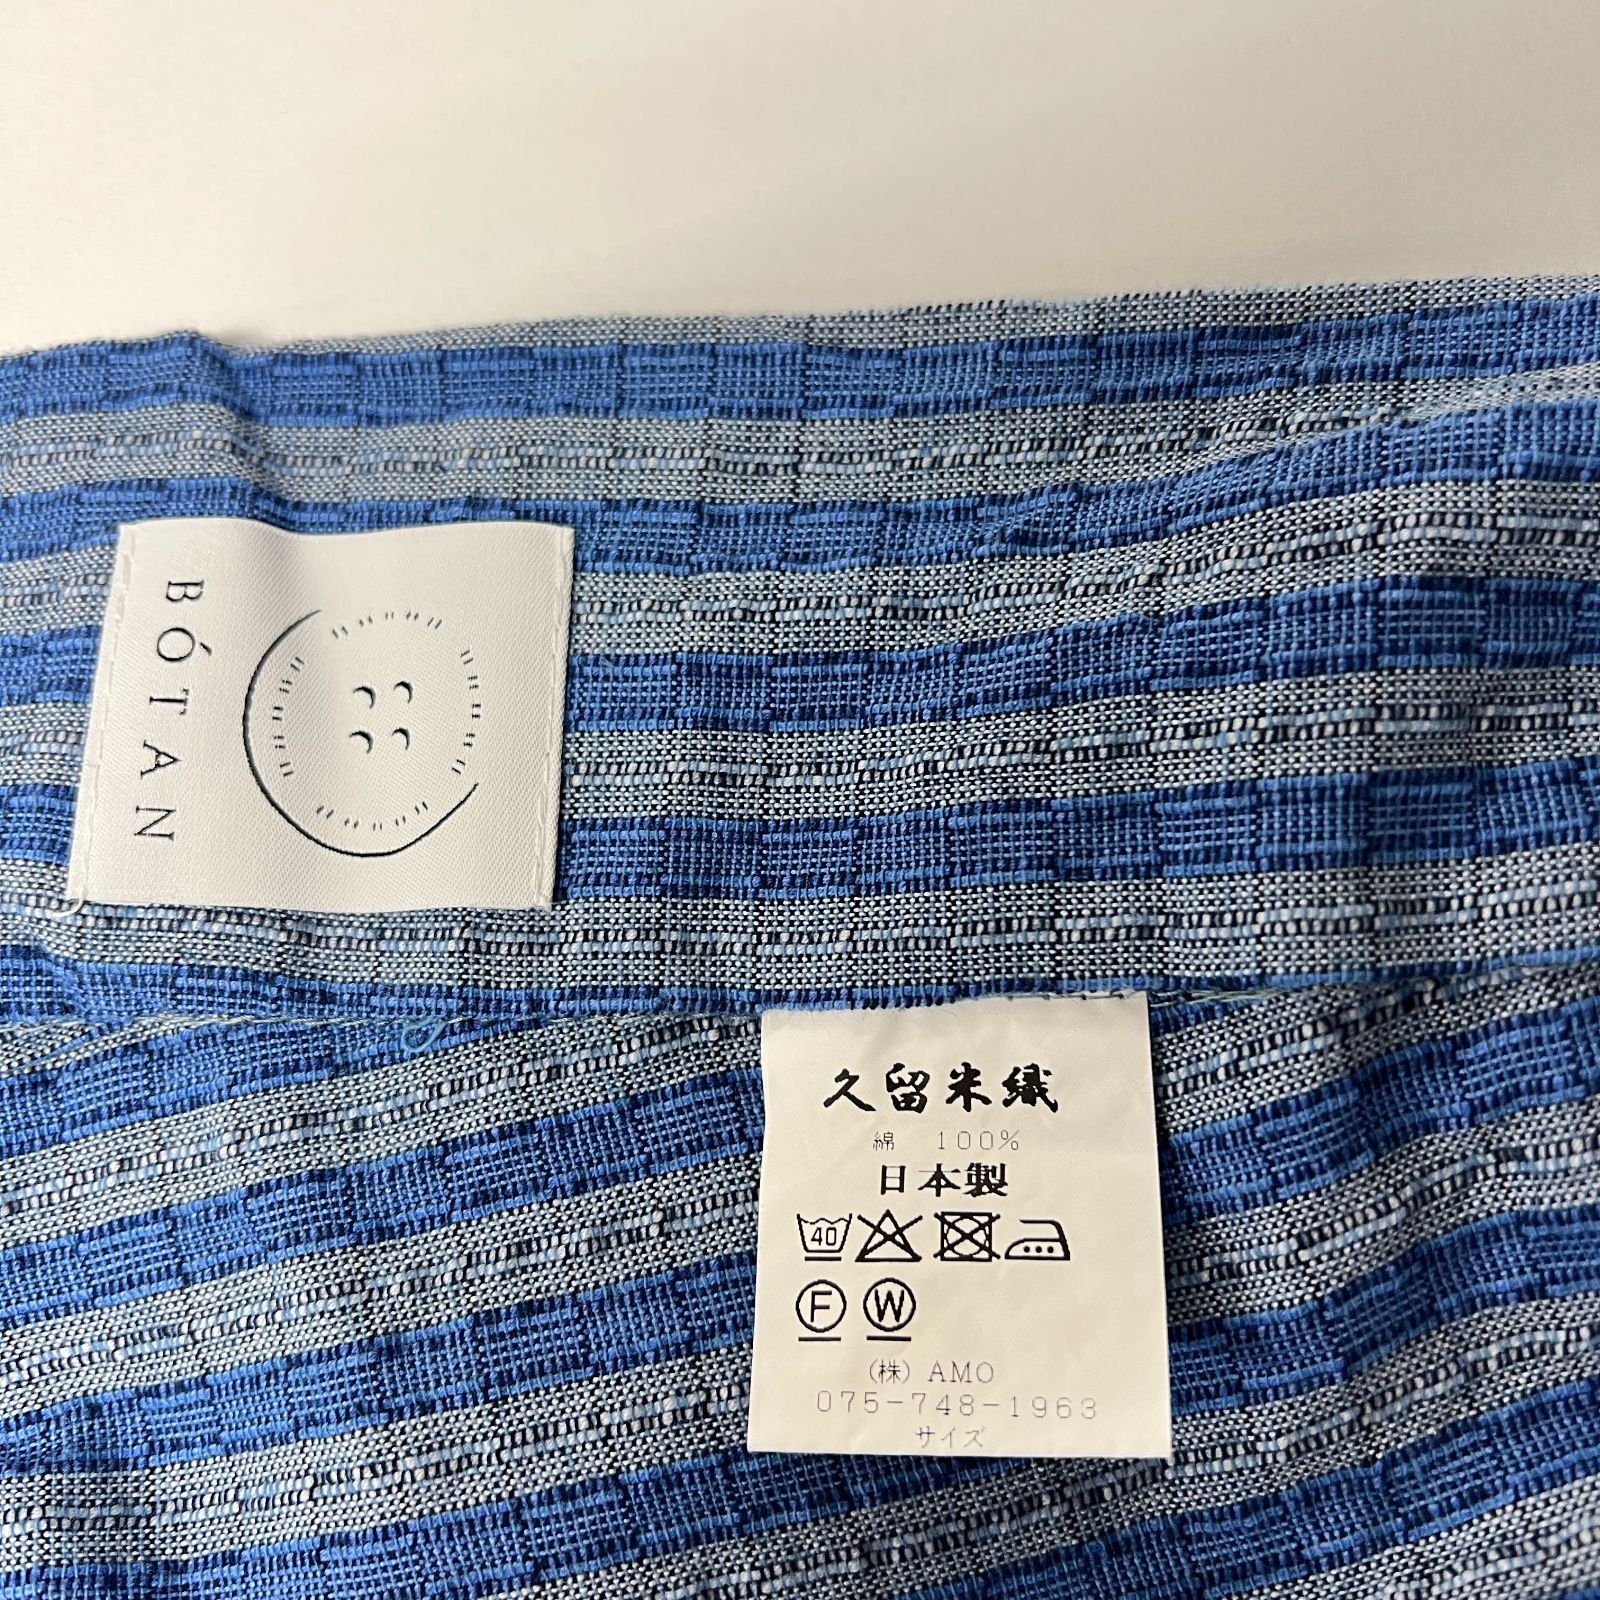 BÓTAN
久留米織
綿 100%
日本製
40
F W
(株) AMO
075-748-1963
サイズ